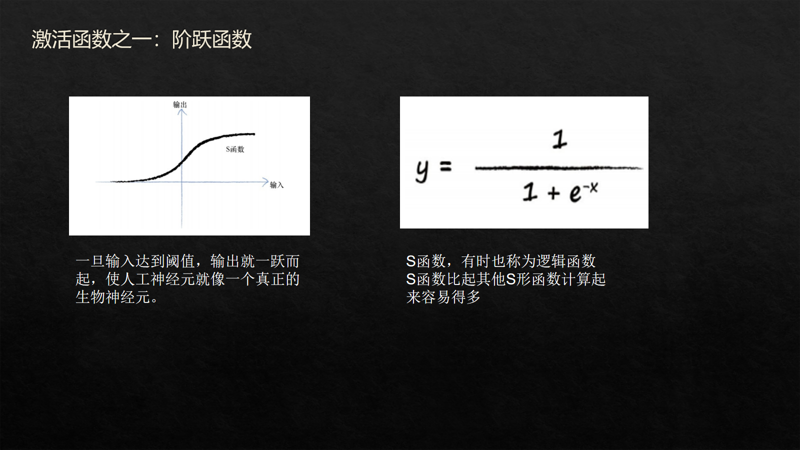 激活函数之一：阶跃函数
输出
S函数
输入
一旦输入达到阈值，输出就一跃而
起，使人工神经元就像一个真正的
生物神经元。
1
y =
1 + e^-x
S函数，有时也称为逻辑函数
S函数比起其他S形函数计算起
来容易得多